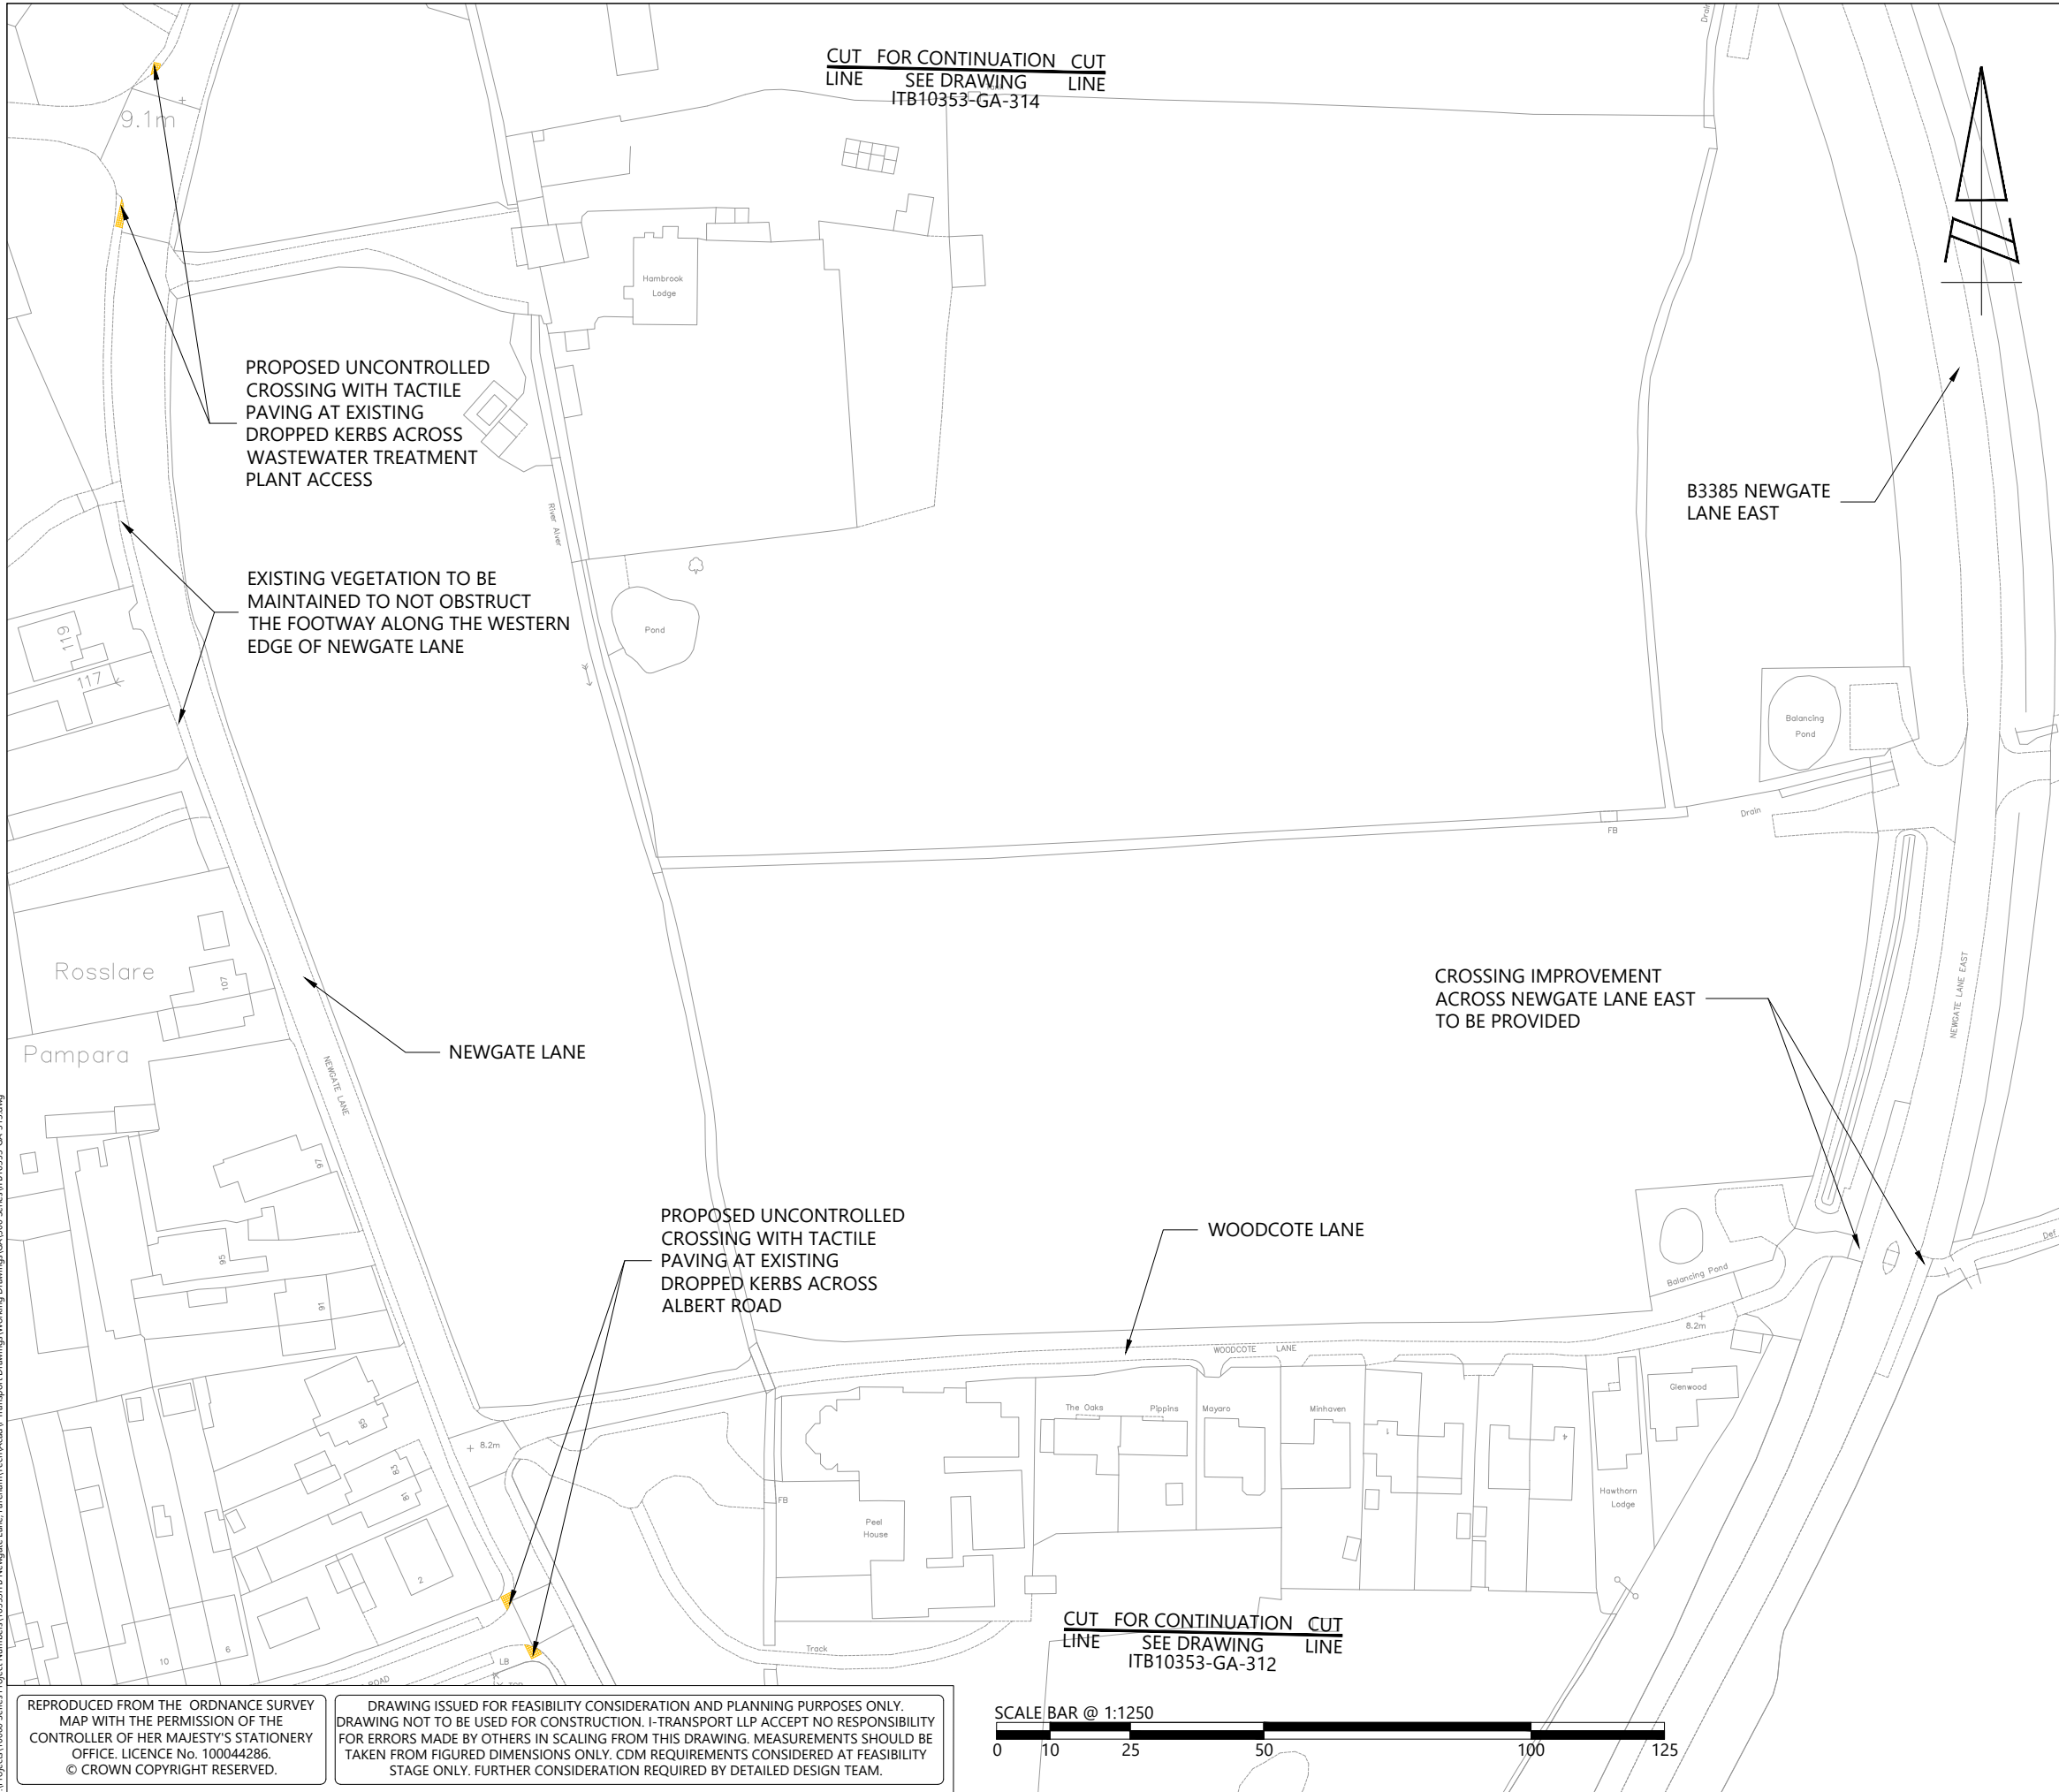 CUT FOR CONTINUATION CUT
LINE SEE DRAWING LINE
ITB10353-GA-314
Drain
9.1m
N
Hambrook
Lodge
PROPOSED UNCONTROLLED
CROSSING WITH TACTILE
PAVING AT EXISTING
DROPPED KERBS ACROSS
WASTEWATER TREATMENT
PLANT ACCESS
B3385 NEWGATE
LANE EAST
River Alver
EXISTING VEGETATION TO BE
MAINTAINED TO NOT OBSTRUCT
THE FOOTWAY ALONG THE WESTERN
EDGE OF NEWGATE LANE
Pond
119
117
Balancing
Pond
Drain
FB
Rosslare
107
CROSSING IMPROVEMENT
ACROSS NEWGATE LANE EAST
TO BE PROVIDED
NEWGATE LANE EAST
Pampara
NEWGATE LANE
NEWGATE LANE
97
PROPOSED UNCONTROLLED
CROSSING WITH TACTILE
PAVING AT EXISTING
DROPPED KERBS ACROSS
ALBERT ROAD
WOODCOTE LANE
95
91
Balancing Pond
Def
8.2m
WOODCOTE LANE
Glenwood
The Oaks
Pippins
Mayaro
Minhaven
1
4
85
8.2m
83
81
FB
Hawthorn
Lodge
Peel
House
2
CUT FOR CONTINUATION CUT
LINE SEE DRAWING LINE
ITB10353-GA-312
Track
10
6
LB
ROAD
REPRODUCED FROM THE ORDNANCE SURVEY
MAP WITH THE PERMISSION OF THE
CONTROLLER OF HER MAJESTY'S STATIONERY
OFFICE. LICENCE No. 100044286.
© CROWN COPYRIGHT RESERVED.
DRAWING ISSUED FOR FEASIBILITY CONSIDERATION AND PLANNING PURPOSES ONLY.
DRAWING NOT TO BE USED FOR CONSTRUCTION. I-TRANSPORT LLP ACCEPT NO RESPONSIBILITY
FOR ERRORS MADE BY OTHERS IN SCALING FROM THIS DRAWING. MEASUREMENTS SHOULD BE
TAKEN FROM FIGURED DIMENSIONS ONLY. CDM REQUIREMENTS CONSIDERED AT FEASIBILITY
STAGE ONLY. FURTHER CONSIDERATION REQUIRED BY DETAILED DESIGN TEAM.
SCALE BAR @ 1:1250
0 10 25 50 100 125